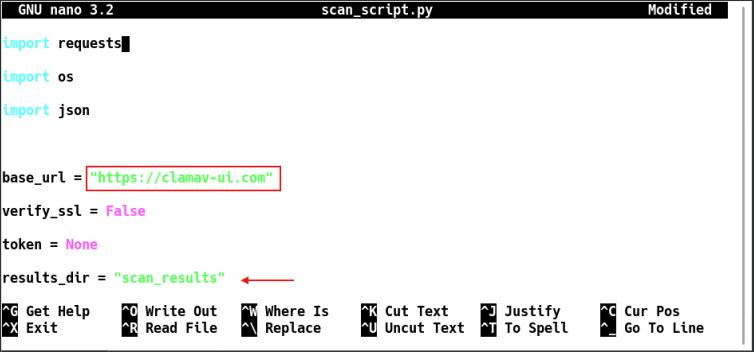 GNU nano 3.2 scan_script.py Modified
import requests
import os
import json
base_url = "https://clamav-ui.com"
verify_ssl = False
token = None
results_dir = "scan_results"
^G Get Help ^O Write Out ^W Where Is ^K Cut Text ^J Justify ^C Cur Pos
^X Exit ^R Read File ^\ Replace ^U Uncut Text ^T To Spell ^_ Go To Line